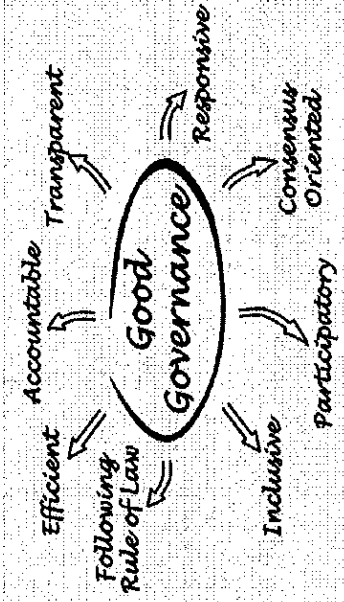 Accountable
Efficient
Transparent
Following
Rule of Law
Good
Governance
Responsive
Inclusive
Consensus
Oriented
Participatory